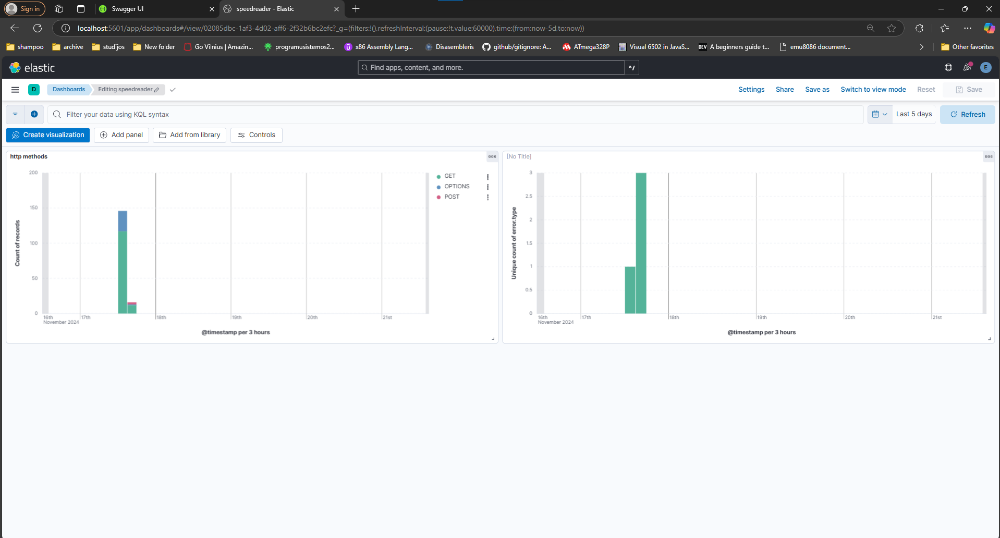 Sign in
Swagger UI
speedreader - Elastic
localhost:5601/app/dashboards#/view/02085dbc-1af3-4d02-aff6-2f32b6bc2efc?_g=(filters:!(),refreshInterval:(pause:!t,value:60000),time:(from:now-5d,to:now))
shampoo archive studijos New folder Go Vilnius | Amazin... programusistemos2... x86 Assembly Lang... Disasembleris github/gitignore: A... ATmega328P Visual 6502 in JavaS... DEV A beginners guide t... emu8086 document... Other favorites
elastic
Find apps, content, and more.
^/
E
D
Dashboards
Editing speedreader
Settings Share Save as Switch to view mode Reset Save
Filter your data using KQL syntax
Last 5 days
Refresh
Create visualization Add panel Add from library Controls
http methods
200
150
100
50
0
Count of records
16th 17th 18th 19th 20th 21st
November 2024
@timestamp per 3 hours
GET
OPTIONS
POST
[No Title]
3
2.5
2
1.5
1
0.5
0
Unique count of error.type
16th 17th 18th 19th 20th 21st
November 2024
@timestamp per 3 hours